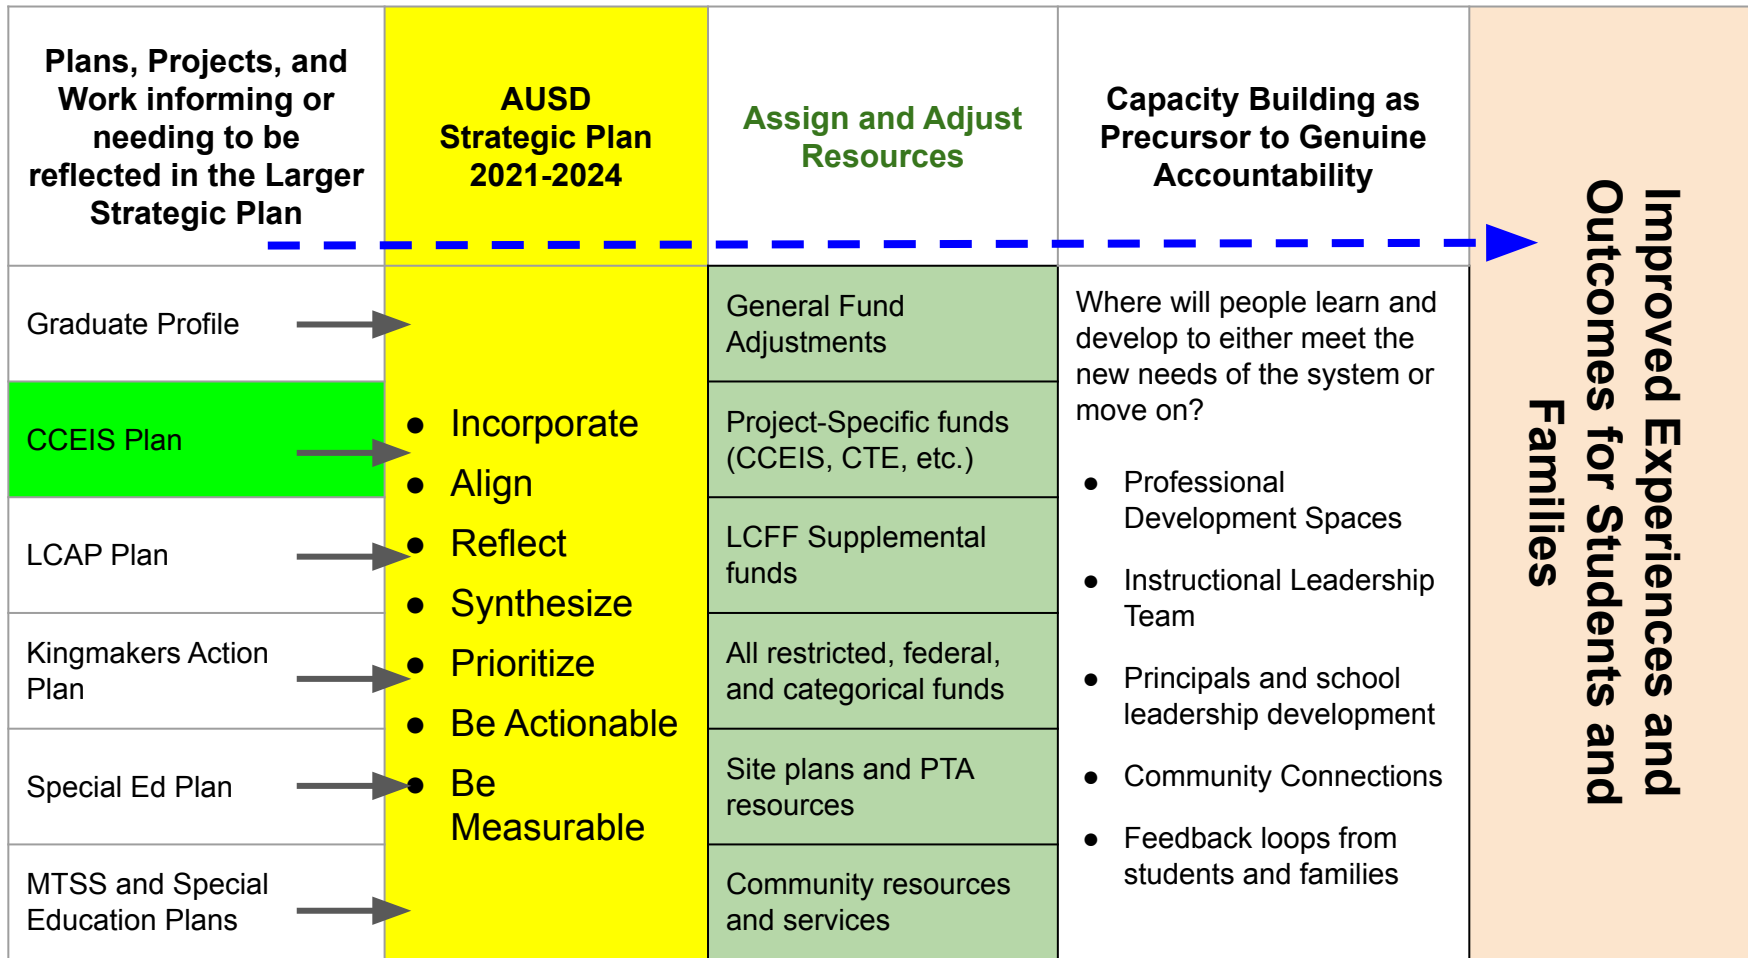 Plans, Projects, and
Work informing or
needing to be
reflected in the Larger
Strategic Plan
AUSD
Strategic Plan
2021-2024
Assign and Adjust
Resources
Capacity Building as
Precursor to Genuine
Accountability
Improved Experiences and
Outcomes for Students and
Families
Graduate Profile
CCEIS Plan
LCAP Plan
Kingmakers Action
Plan
Special Ed Plan
MTSS and Special
Education Plans
● Incorporate
● Align
● Reflect
● Synthesize
● Prioritize
● Be Actionable
● Be
Measurable
General Fund
Adjustments
Project-Specific funds
(CCEIS, CTE, etc.)
LCFF Supplemental
funds
All restricted, federal,
and categorical funds
Site plans and PTA
resources
Community resources
and services
Where will people learn and
develop to either meet the
new needs of the system or
move on?
● Professional
Development Spaces
● Instructional Leadership
Team
● Principals and school
leadership development
● Community Connections
● Feedback loops from
students and families